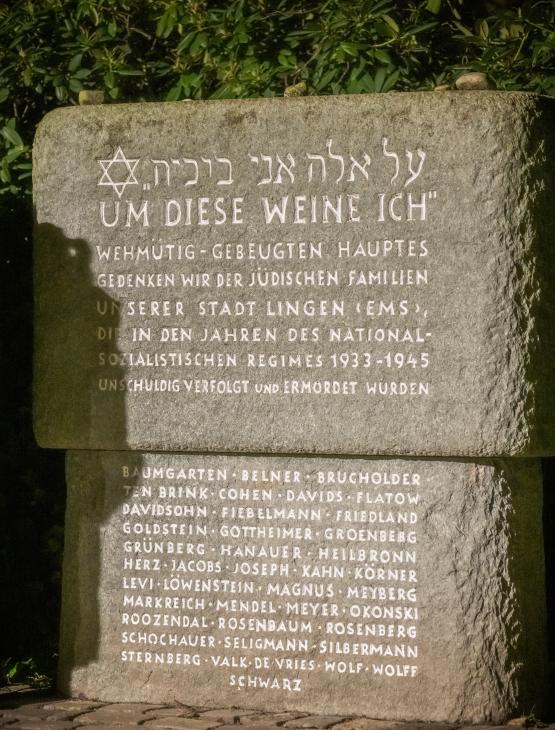 על אלה אני בוכיה
„UM DIESE WEINE ICH"
WEHMÜTIG-GEBEUGTEN HAUPTES
GEDENKEN WIR DER JÜDISCHEN FAMILIEN
UNSERER STADT LINGEN (EMS),
DIE IN DEN JAHREN DES NATIONAL-
SOZIALISTISCHEN REGIMES 1933-1945
UNSCHULDIG VERFOLGT UND ERMORDET WURDEN
BAUMGARTEN · BELNER · BRUCHOLDER
TEN BRINK · COHEN · DAVIDS · FLATOW
DAVIDSOHN · FIEBELMANN · FRIEDLAND
GOLDSTEIN · GOTTHEIMER · GROENBERG
GRÜNBERG · HANAUER · HEILBRONN
HERZ · JACOBS · JOSEPH · KAHN · KÖRNER
LEVI · LÖWENSTEIN · MAGNUS · MEYBERG
MARKREICH · MENDEL · MEYER · OKONSKI
ROOZENDAL · ROSENBAUM · ROSENBERG
SCHOCHAUER · SELIGMANN · SILBERMANN
STERNBERG · VALK · DE VRIES · WOLF · WOLFF
SCHWARZ